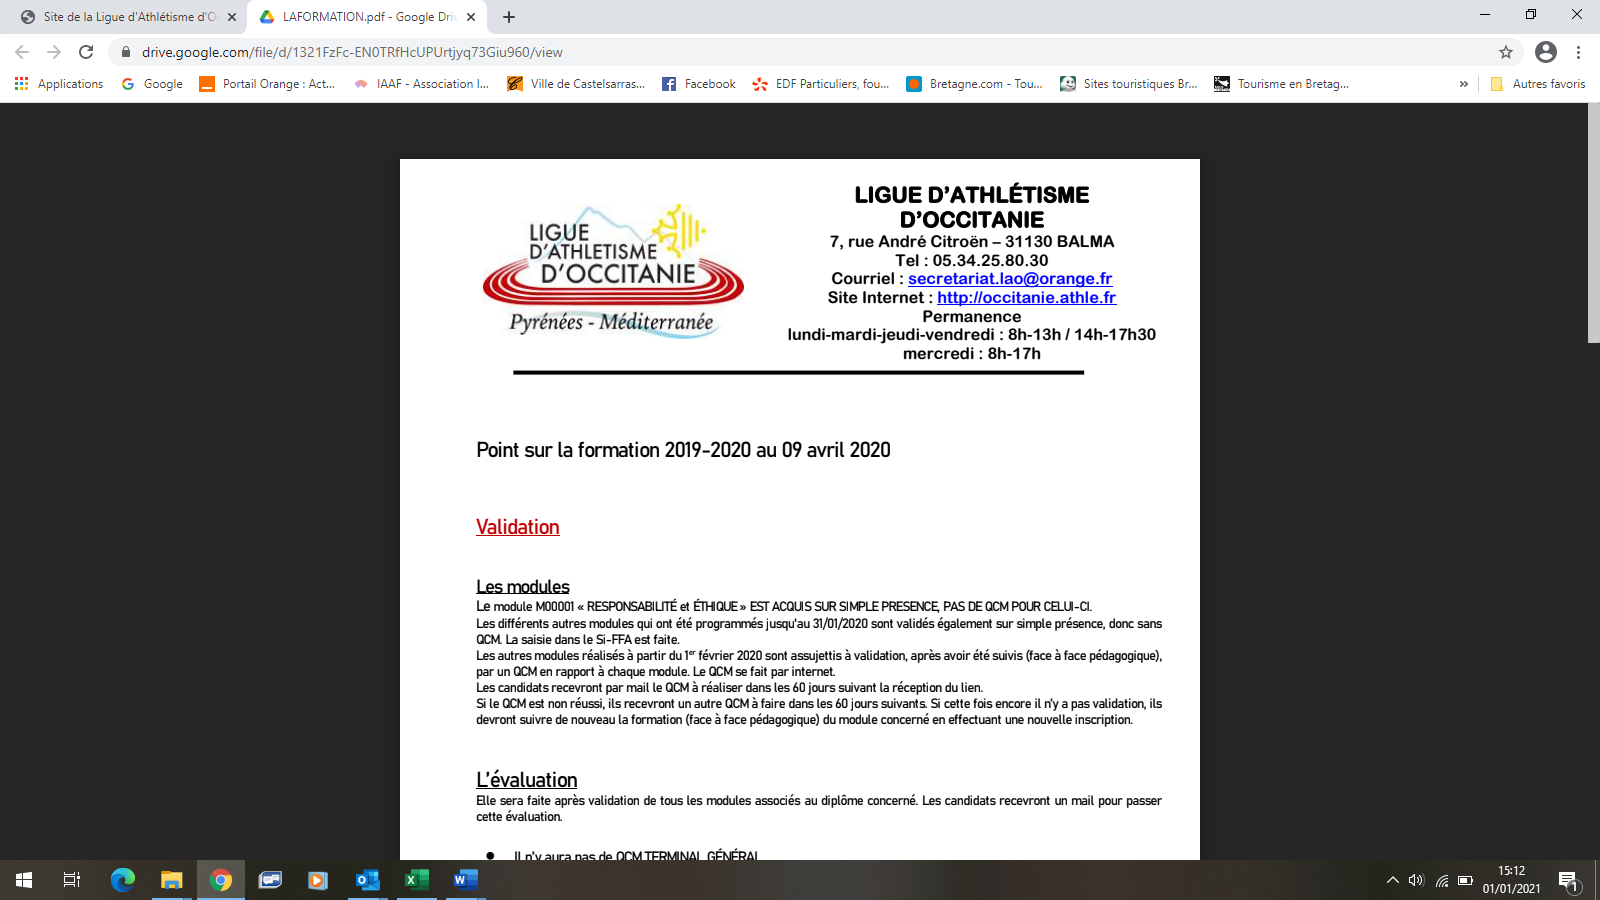 Site de la Ligue d'Athlétisme d'O
LAFORMATION.pdf - Google Driv
drive.google.com/file/d/1321FzFc-EN0TRfHcUPUrtjyq73Giu960/view
Applications
Google
Portail Orange : Act...
IAAF - Association I...
Ville de Castelsarras...
Facebook
EDF Particuliers, fou...
Bretagne.com - Tou...
Sites touristiques Br...
Tourisme en Bretag...
»
Autres favoris
LIGUE
D'ATHLETISME
D'OCCITANIE
Pyrénées - Méditerranée
LIGUE D'ATHLÉTISME
D'OCCITANIE
7, rue André Citroën – 31130 BALMA
Tel : 05.34.25.80.30
Courriel : secretariat.lao@orange.fr
Site Internet : http://occitanie.athle.fr
Permanence
lundi-mardi-jeudi-vendredi : 8h-13h / 14h-17h30
mercredi : 8h-17h
Point sur la formation 2019-2020 au 09 avril 2020
Validation
Les modules
Le module M00001 « RESPONSABILITÉ et ÉTHIQUE » EST ACQUIS SUR SIMPLE PRESENCE, PAS DE QCM POUR CELUI-CI.
Les différents autres modules qui ont été programmés jusqu'au 31/01/2020 sont validés également sur simple présence, donc sans
QCM. La saisie dans le Si-FFA est faite.
Les autres modules réalisés à partir du 1er février 2020 sont assujettis à validation, après avoir été suivis (face à face pédagogique),
par un QCM en rapport à chaque module. Le QCM se fait par internet.
Les candidats recevront par mail le QCM à réaliser dans les 60 jours suivant la réception du lien.
Si le QCM est non réussi, ils recevront un autre QCM à faire dans les 60 jours suivants. Si cette fois encore il n'y a pas validation, ils
devront suivre de nouveau la formation (face à face pédagogique) du module concerné en effectuant une nouvelle inscription.
L'évaluation
Elle sera faite après validation de tous les modules associés au diplôme concerné. Les candidats recevront un mail pour passer
cette évaluation.
● Il n'y aura pas de QCM TERMINAL GÉNÉRAL
15:12
01/01/2021
1